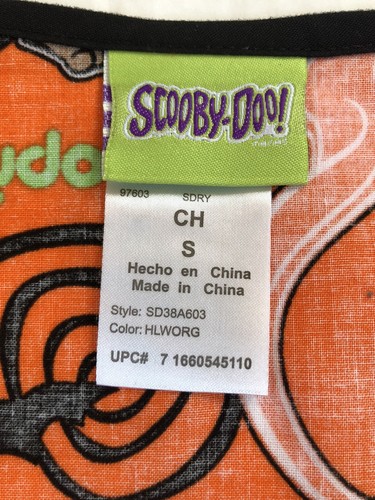 SCOOBY-DOO!
97603 SDRY
CH
S
Hecho en China
Made in China
Style: SD38A603
Color: HLWORG
UPC# 7 1660545110